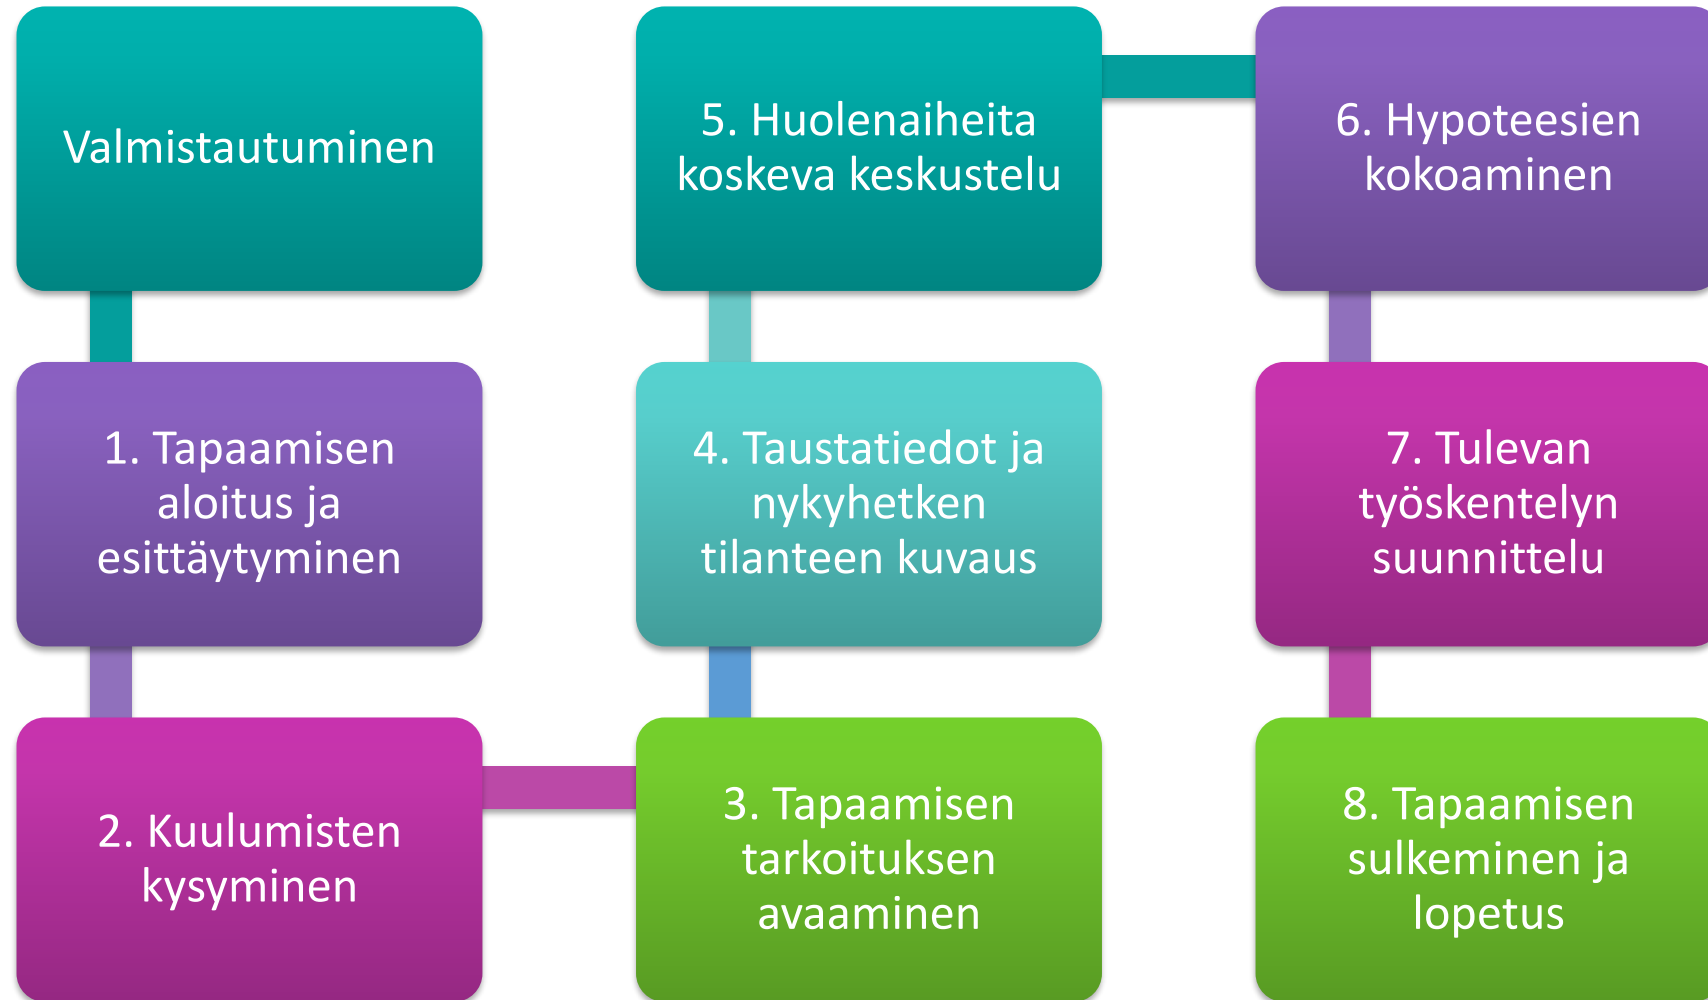 Valmistautuminen
1. Tapaamisen
aloitus ja
esittäytyminen
2. Kuulumisten
kysyminen
3. Tapaamisen
tarkoituksen
avaaminen
4. Taustatiedot ja
nykyhetken
tilanteen kuvaus
5. Huolenaiheita
koskeva keskustelu
6. Hypoteesien
kokoaminen
7. Tulevan
työskentelyn
suunnittelu
8. Tapaamisen
sulkeminen ja
lopetus